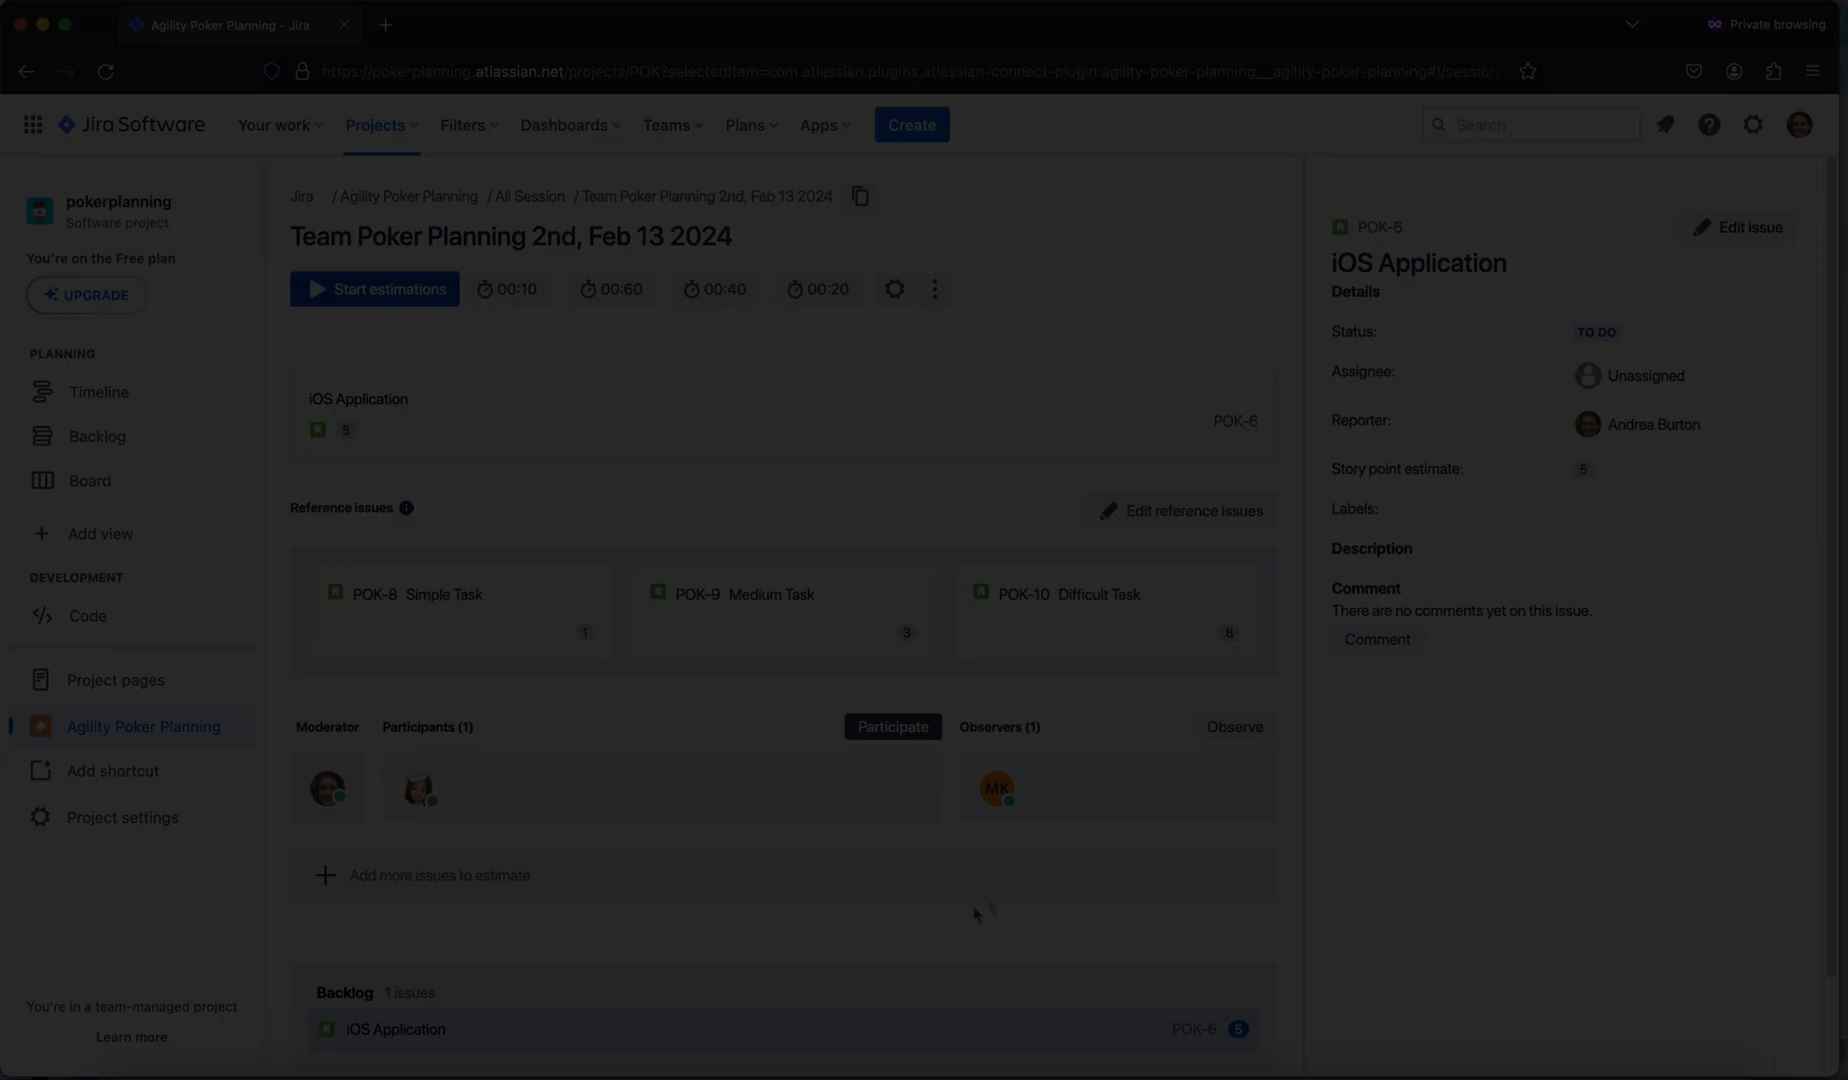 Agility Poker Planning - Jira
Private browsing
https://pokerplanning.atlassian.net/projects/POK?selectedItem=com.atlassian.plugins.atlassian-connect-plugin:agility-poker-planning__agility-poker-planning#!/session...
Jira Software
Your work
Projects
Filters
Dashboards
Teams
Plans
Apps
Create
Search
pokerplanning
Software project
You're on the Free plan
UPGRADE
PLANNING
Timeline
Backlog
Board
Add view
DEVELOPMENT
Code
Project pages
Agility Poker Planning
Add shortcut
Project settings
You're in a team-managed project
Learn more
Jira / Agility Poker Planning / All Session / Team Poker Planning 2nd, Feb 13 2024
Team Poker Planning 2nd, Feb 13 2024
Start estimations
00:10
00:60
00:40
00:20
iOS Application
5
POK-6
Reference issues
Edit reference issues
POK-8 Simple Task
1
POK-9 Medium Task
3
POK-10 Difficult Task
8
Moderator
Participants (1)
Participate
Observers (1)
Observe
MK
Add more issues to estimate
Backlog 1 issues
iOS Application
POK-6
5
POK-6
Edit issue
iOS Application
Details
Status:
TO DO
Assignee:
Unassigned
Reporter:
Andrea Burton
Story point estimate:
5
Labels:
Description
Comment
There are no comments yet on this issue.
Comment